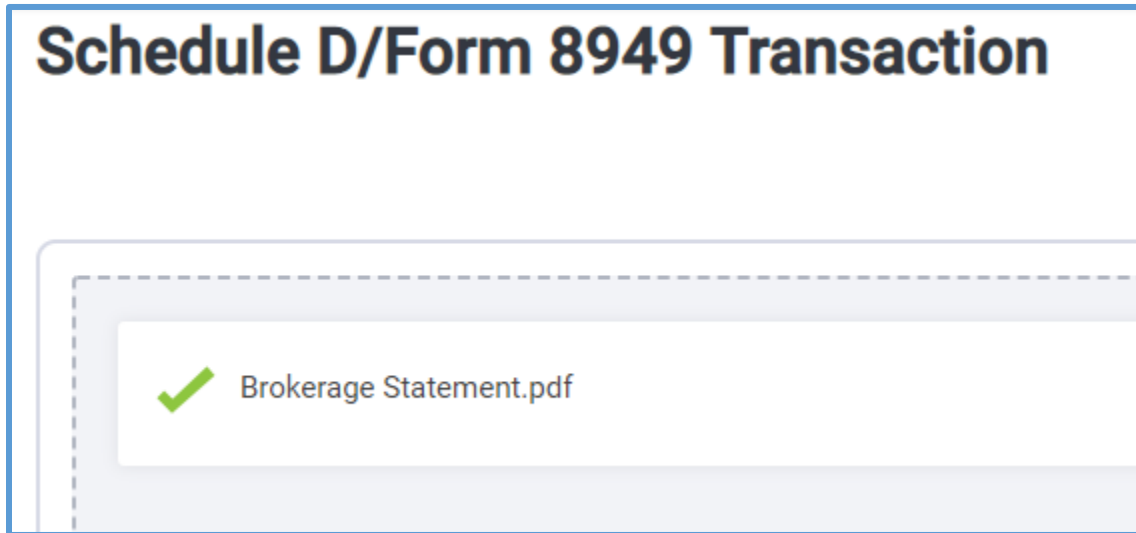 Schedule D/Form 8949 Transaction
Brokerage Statement.pdf